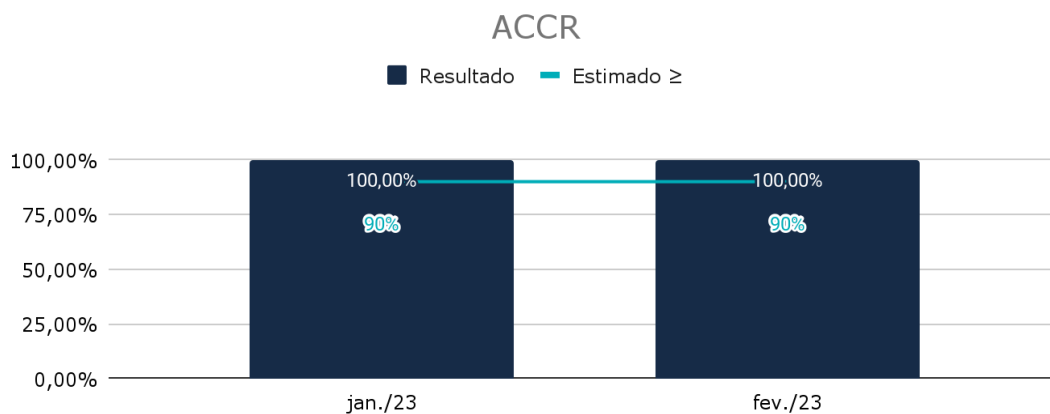 ACCR
Resultado Estimado ≥
100,00%
75,00%
50,00%
25,00%
0,00%
100,00% 100,00%
90% 90%
jan./23 fev./23